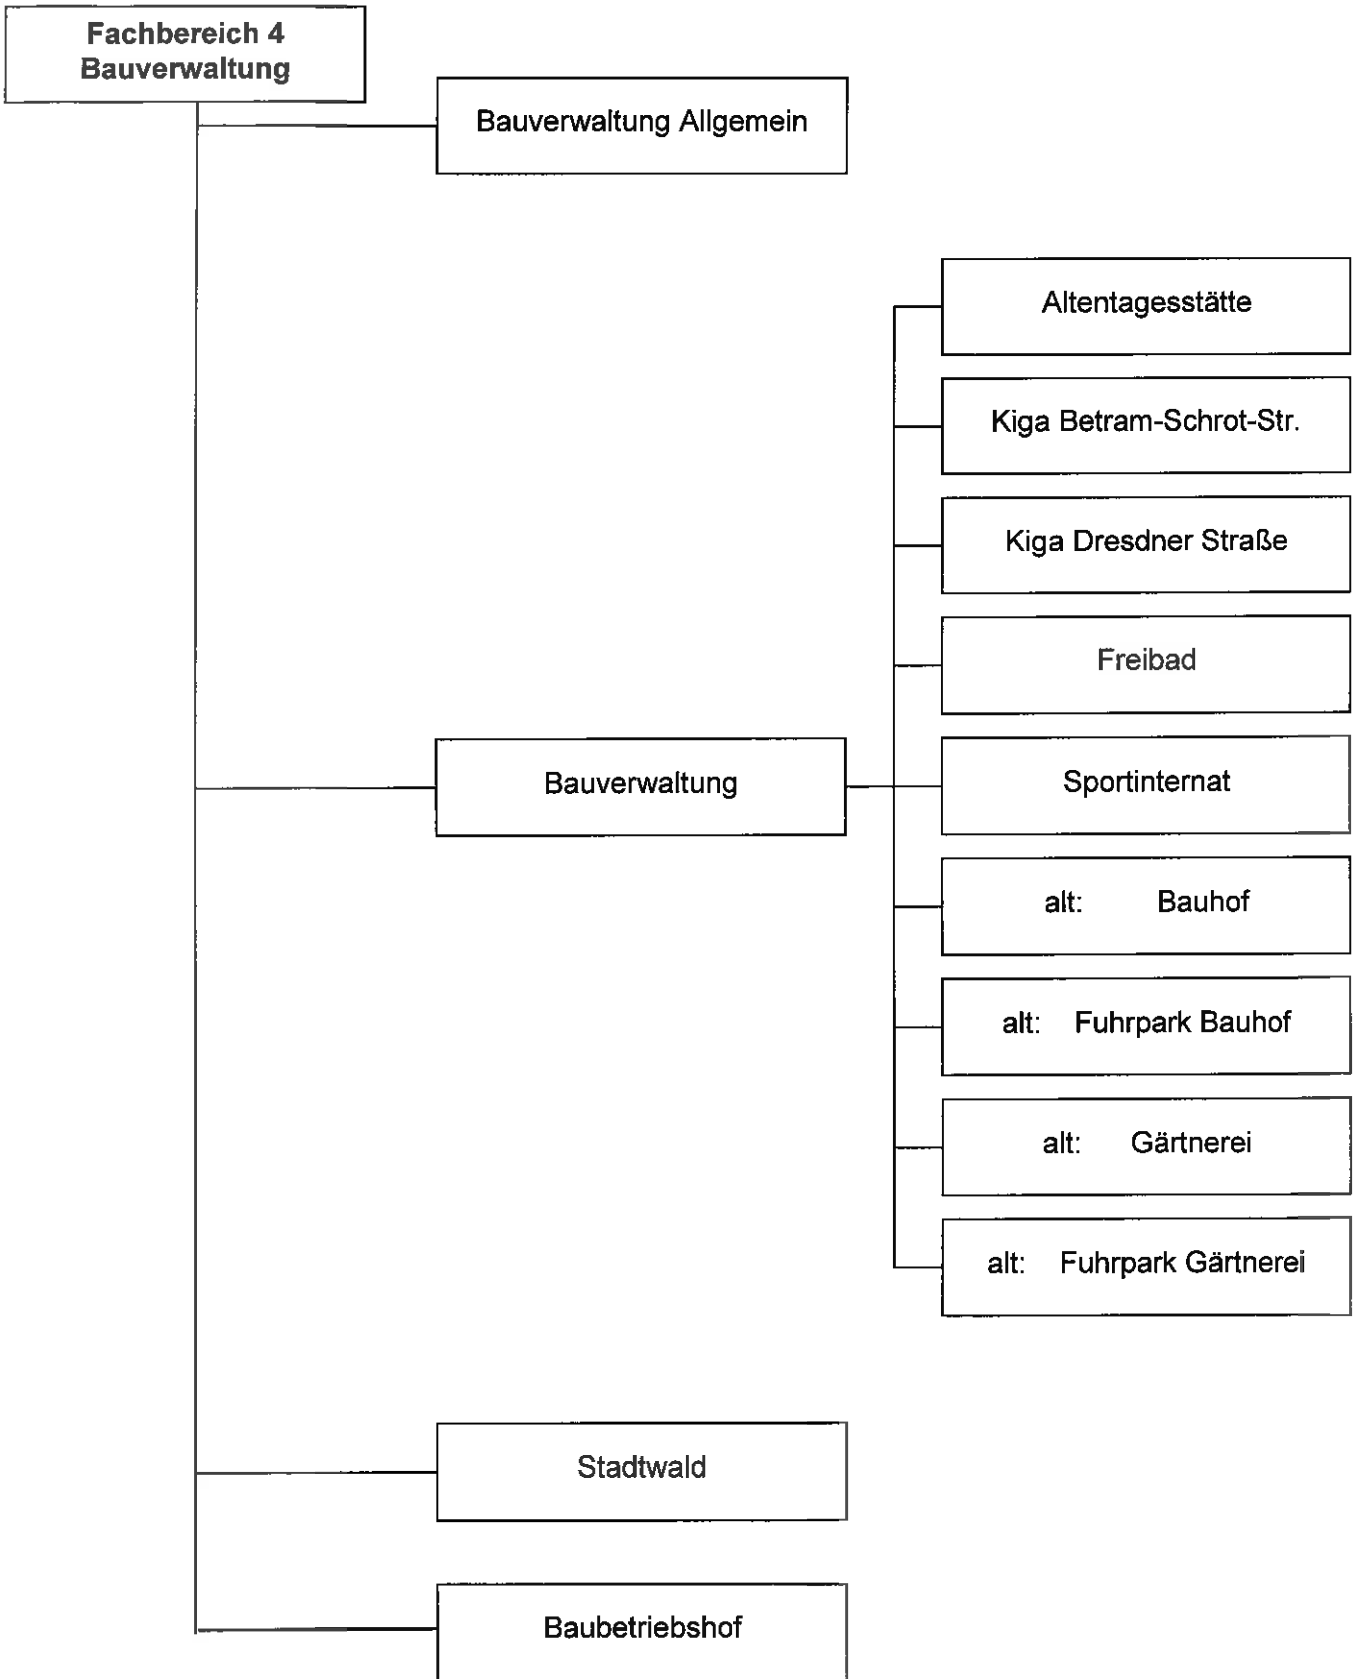 Fachbereich 4
Bauverwaltung
Bauverwaltung Allgemein
Altentagesstätte
Kiga Betram-Schrot-Str.
Kiga Dresdner Straße
Freibad
Bauverwaltung
Sportinternat
alt: Bauhof
alt: Fuhrpark Bauhof
alt: Gärtnerei
alt: Fuhrpark Gärtnerei
Stadtwald
Baubetriebshof